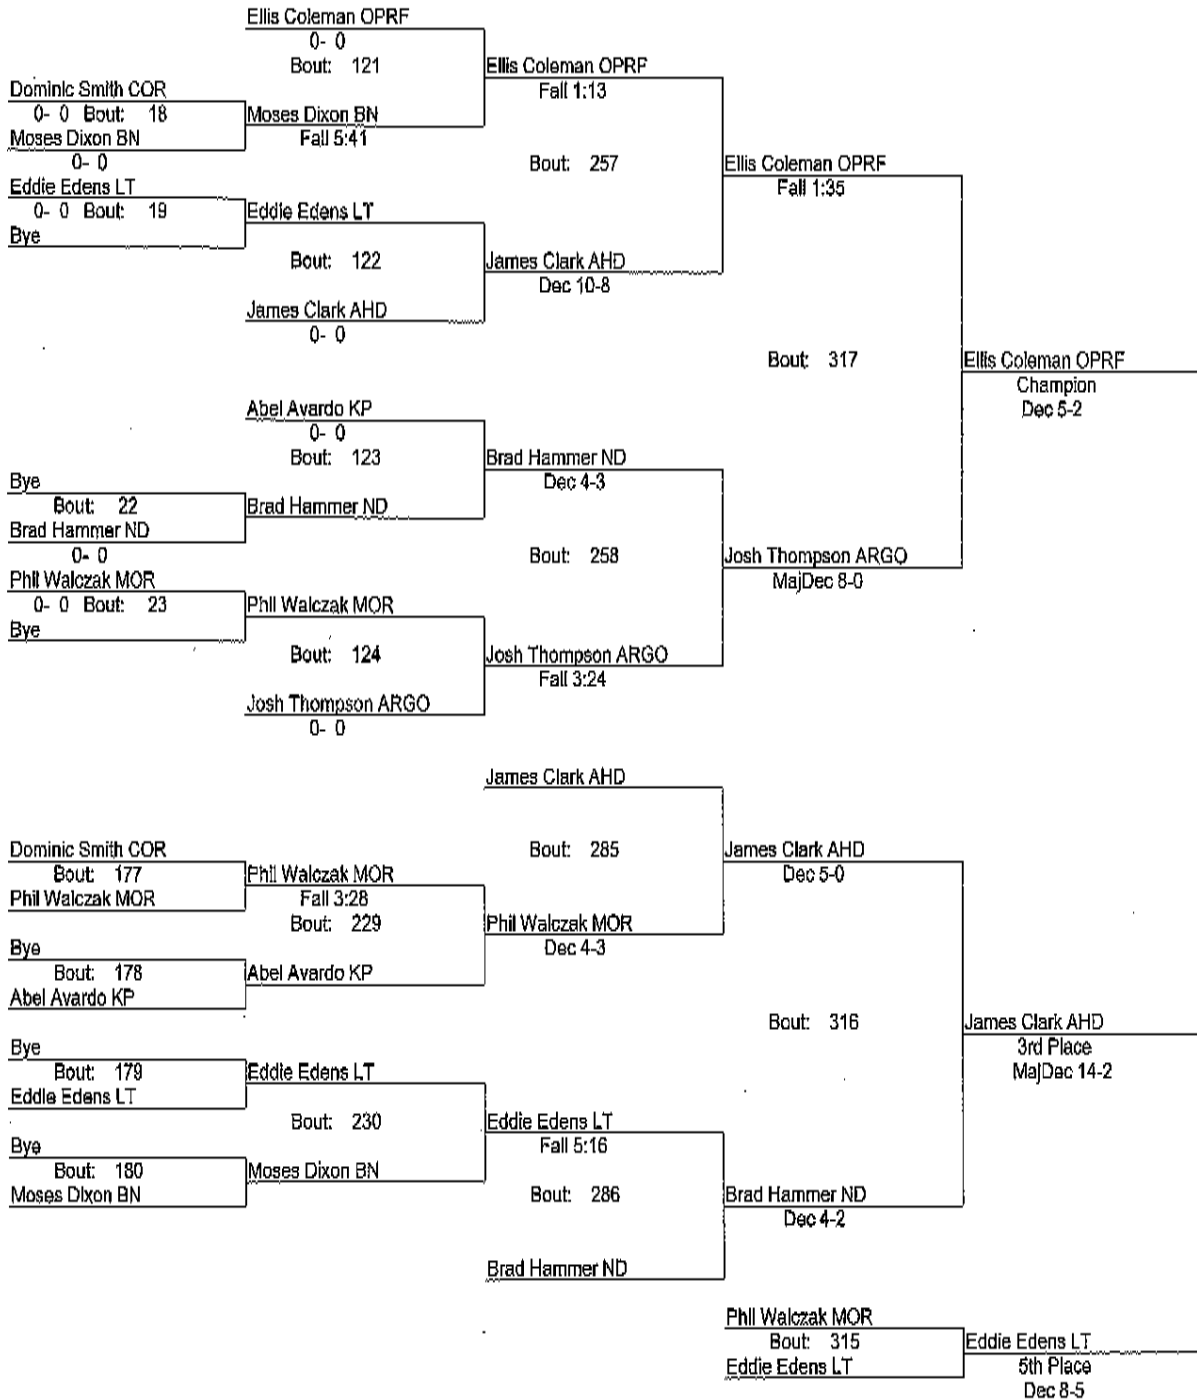 Ellis Coleman OPRF
0- 0
Bout: 121
Ellis Coleman OPRF
Fall 1:13
Dominic Smith COR
0- 0 Bout: 18
Moses Dixon BN
Fall 5:41
Moses Dixon BN
0- 0
Bout: 257
Ellis Coleman OPRF
Fall 1:35
Eddie Edens LT
0- 0 Bout: 19
Eddie Edens LT
Bye
Bout: 122
James Clark AHD
Dec 10-8
James Clark AHD
0- 0
Bout: 317
Ellis Coleman OPRF
Champion
Dec 5-2
Abel Avardo KP
0- 0
Bout: 123
Brad Hammer ND
Dec 4-3
Bye
Bout: 22
Brad Hammer ND
Brad Hammer ND
0- 0
Bout: 258
Josh Thompson ARGO
MajDec 8-0
Phil Walczak MOR
0- 0 Bout: 23
Phil Walczak MOR
Bye
Bout: 124
Josh Thompson ARGO
Fall 3:24
Josh Thompson ARGO
0- 0
James Clark AHD
Bout: 285
James Clark AHD
Dec 5-0
Dominic Smith COR
Bout: 177
Phil Walczak MOR
Phil Walczak MOR
Fall 3:28
Bout: 229
Phil Walczak MOR
Dec 4-3
Bye
Bout: 178
Abel Avardo KP
Abel Avardo KP
Bout: 316
James Clark AHD
3rd Place
MajDec 14-2
Bye
Bout: 179
Eddie Edens LT
Eddie Edens LT
Bout: 230
Eddie Edens LT
Fall 5:16
Bye
Bout: 180
Moses Dixon BN
Moses Dixon BN
Bout: 286
Brad Hammer ND
Dec 4-2
Brad Hammer ND
Phil Walczak MOR
Bout: 315
Eddie Edens LT
Eddie Edens LT
5th Place
Dec 8-5